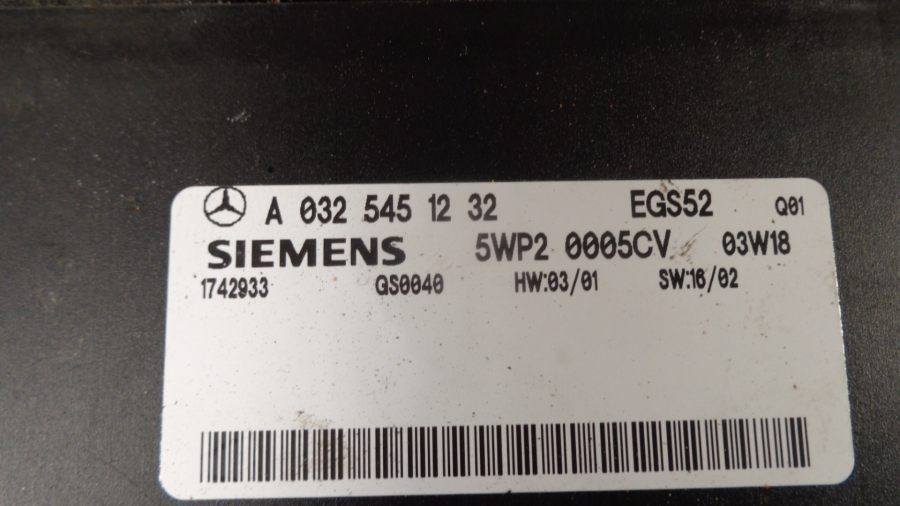 A 032 545 12 32 EGS52 Q01
SIEMENS 5WP2 0005CV 03W18
1742933 GS0040 HW:03/01 SW:16/02